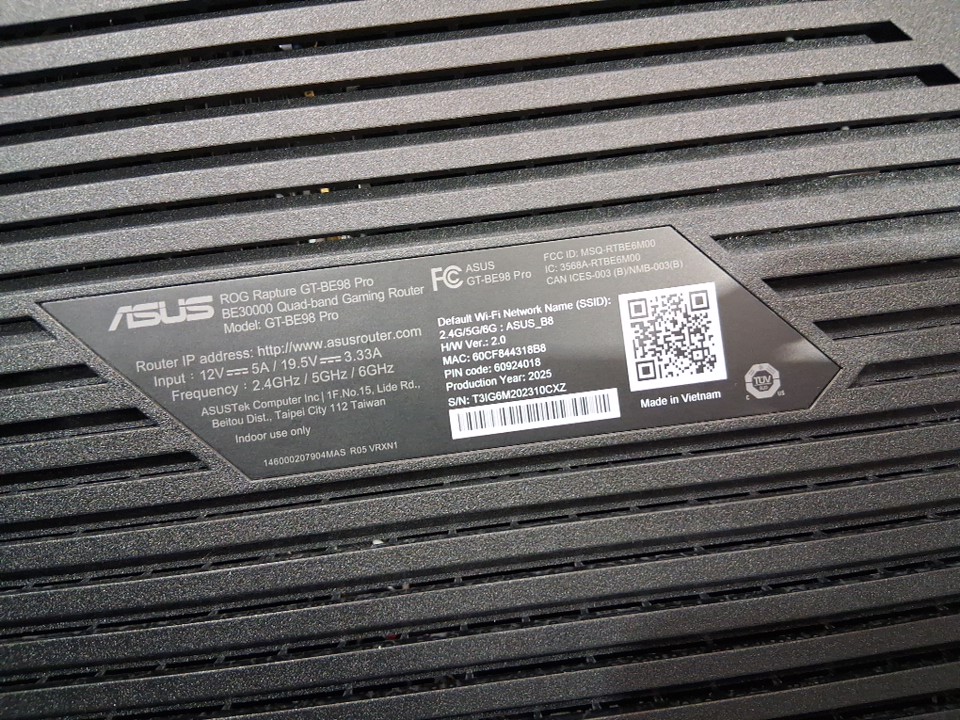 ASUS
ROG Rapture GT-BE98 Pro
BE30000 Quad-band Gaming Router
Model: GT-BE98 Pro
Router IP address: http://www.asusrouter.com
Input : 12V⎓5A / 19.5V⎓3.33A
Frequency : 2.4GHz / 5GHz / 6GHz
ASUSTek Computer Inc | 1F.No.15, Lide Rd.,
Beitou Dist., Taipei City 112 Taiwan
Indoor use only
146000207904MAS R05 VRXN1
FC ASUS
GT-BE98 Pro
FCC ID: MSQ-RTBE6M00
IC: 3568A-RTBE6M00
CAN ICES-003 (B)/NMB-003(B)
Default Wi-Fi Network Name (SSID):
2.4G/5G/6G : ASUS_B8
H/W Ver.: 2.0
MAC: 60CF844318B8
PIN code: 60924018
Production Year: 2025
S/N: T3IG6M202310CXZ
Made in Vietnam
TÜV
C US